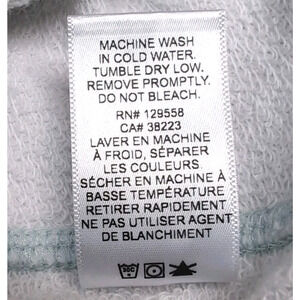 MACHINE WASH
IN COLD WATER.
TUMBLE DRY LOW.
REMOVE PROMPTLY.
DO NOT BLEACH.
RN# 129558
CA# 38223
LAVER EN MACHINE
À FROID, SÉPARER
LES COULEURS.
SÉCHER EN MACHINE À
BASSE TEMPÉRATURE
RETIRER RAPIDEMENT
NE PAS UTILISER AGENT
DE BLANCHIMENT